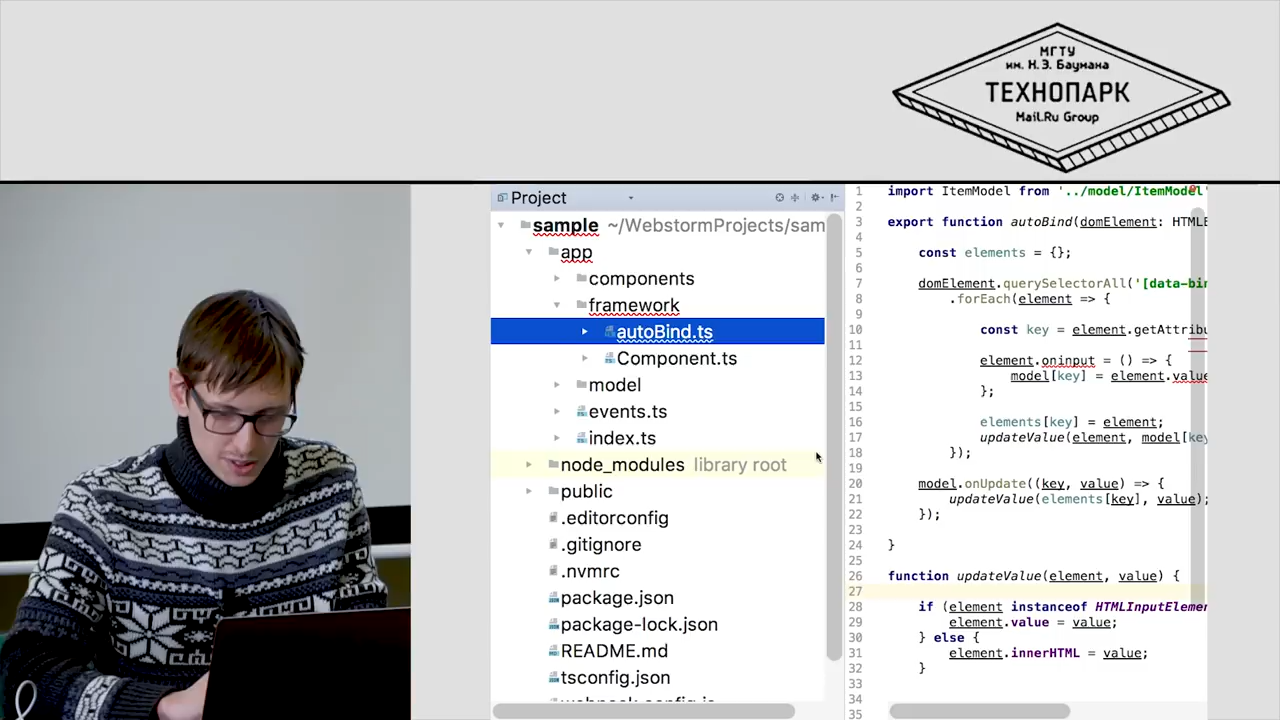 МГТУ
им. Н.Э. Баумана
ТЕХНОПАРК
Mail.Ru Group
Project
sample ~/WebstormProjects/sam
app
components
framework
autoBind.ts
Component.ts
model
events.ts
index.ts
node_modules library root
public
.editorconfig
.gitignore
.nvmrc
package.json
package-lock.json
README.md
tsconfig.json
1 import ItemModel from '../model/ItemModel'
2
3 export function autoBind(domElement: HTML
4
5 const elements = {};
6
7 domElement.querySelectorAll('[data-bin
8 .forEach(element => {
9
10 const key = element.getAttribu
11
12 element.oninput = () => {
13 model[key] = element.value
14 };
15
16 elements[key] = element;
17 updateValue(element, model[key
18 });
19
20 model.onUpdate((key, value) => {
21 updateValue(elements[key], value);
22 });
23
24 }
25
26 function updateValue(element, value) {
27
28 if (element instanceof HTMLInputElemen
29 element.value = value;
30 } else {
31 element.innerHTML = value;
32 }
33
34
35